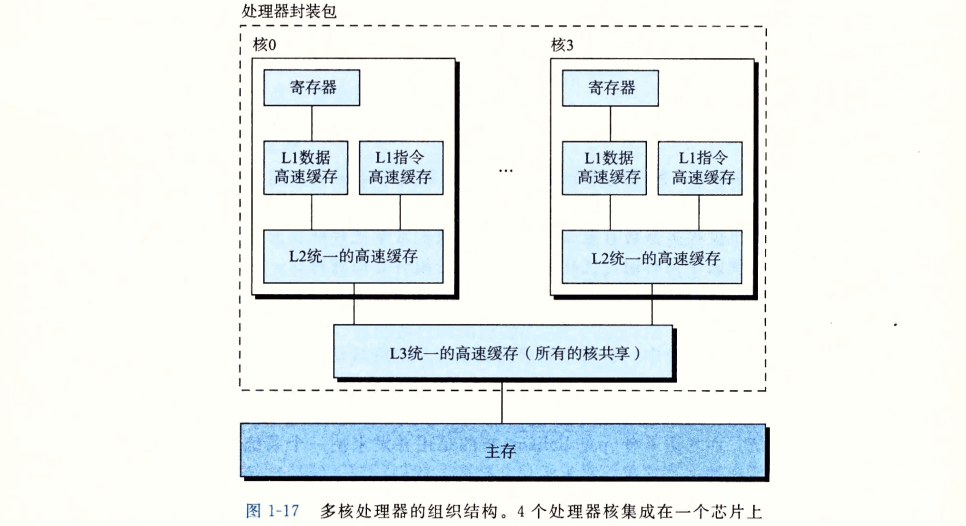 处理器封装包
核0
核3
寄存器
寄存器
L1数据
高速缓存
L1指令
高速缓存
...
L1数据
高速缓存
L1指令
高速缓存
L2统一的高速缓存
L2统一的高速缓存
L3统一的高速缓存（所有的核共享）
主存
图 1-17 多核处理器的组织结构。4 个处理器核集成在一个芯片上